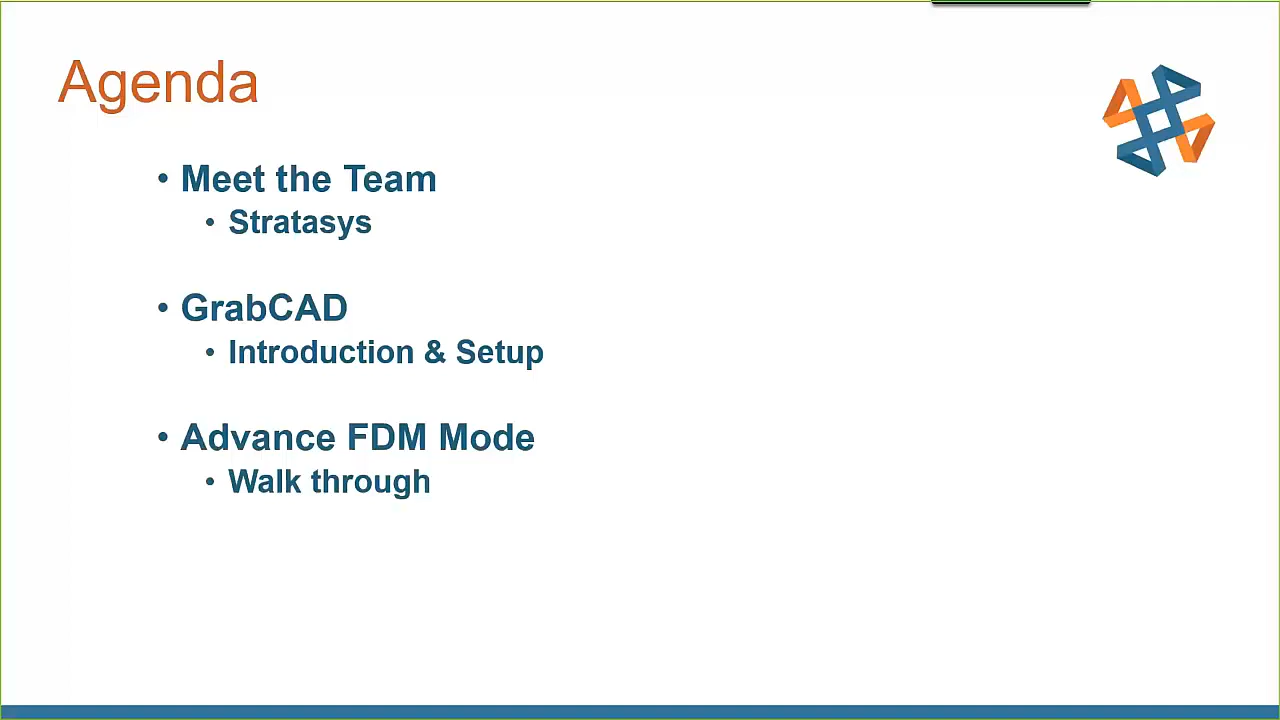 Agenda
• Meet the Team
• Stratasys
• GrabCAD
• Introduction & Setup
• Advance FDM Mode
• Walk through